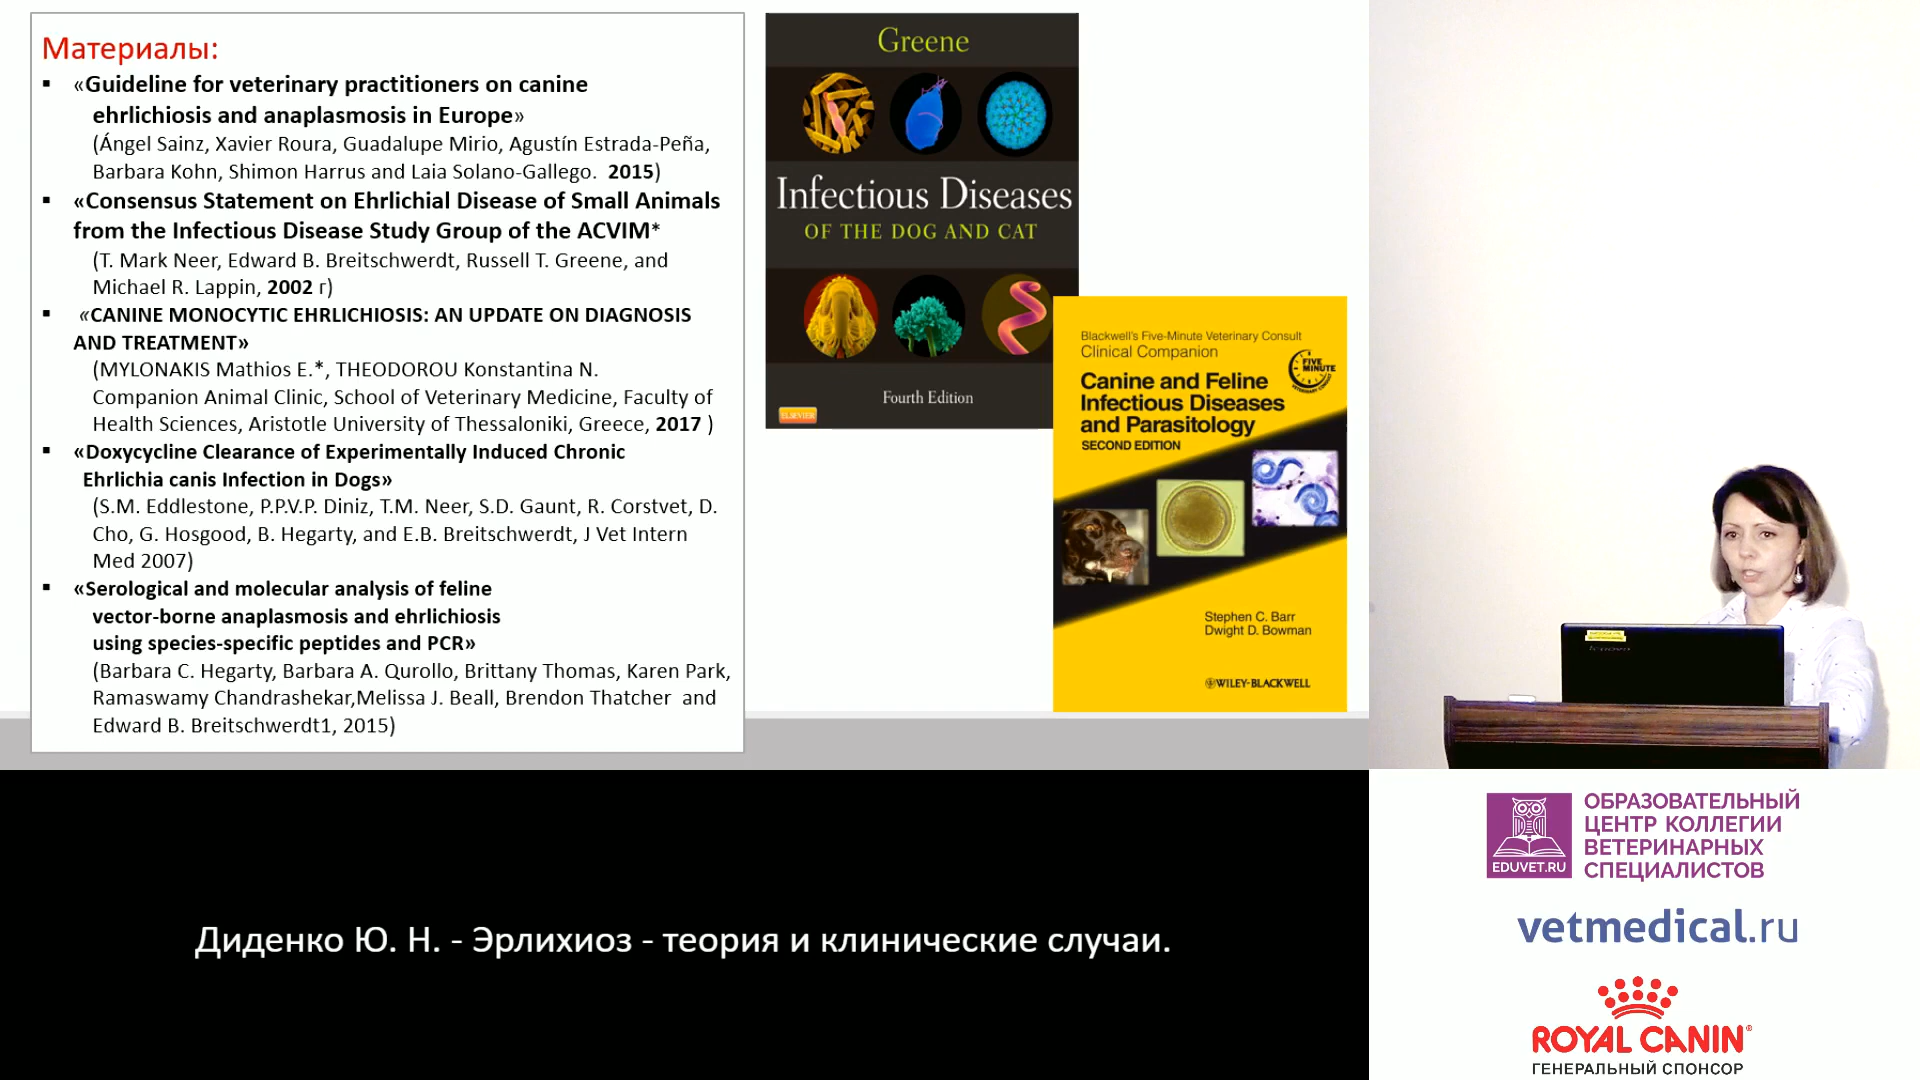 Материалы:
▪ «Guideline for veterinary practitioners on canine
ehrlichiosis and anaplasmosis in Europe»
(Ángel Sainz, Xavier Roura, Guadalupe Mirio, Agustín Estrada-Peña,
Barbara Kohn, Shimon Harrus and Laia Solano-Gallego. 2015)
▪ «Consensus Statement on Ehrlichial Disease of Small Animals
from the Infectious Disease Study Group of the ACVIM*
(T. Mark Neer, Edward B. Breitschwerdt, Russell T. Greene, and
Michael R. Lappin, 2002 г)
▪ «CANINE MONOCYTIC EHRLICHIOSIS: AN UPDATE ON DIAGNOSIS
AND TREATMENT»
(MYLONAKIS Mathios E.*, THEODOROU Konstantina N.
Companion Animal Clinic, School of Veterinary Medicine, Faculty of
Health Sciences, Aristotle University of Thessaloniki, Greece, 2017 )
▪ «Doxycycline Clearance of Experimentally Induced Chronic
Ehrlichia canis Infection in Dogs»
(S.M. Eddlestone, P.P.V.P. Diniz, T.M. Neer, S.D. Gaunt, R. Corstvet, D.
Cho, G. Hosgood, B. Hegarty, and E.B. Breitschwerdt, J Vet Intern
Med 2007)
▪ «Serological and molecular analysis of feline
vector-borne anaplasmosis and ehrlichiosis
using species-specific peptides and PCR»
(Barbara C. Hegarty, Barbara A. Qurollo, Brittany Thomas, Karen Park,
Ramaswamy Chandrashekar,Melissa J. Beall, Brendon Thatcher and
Edward B. Breitschwerdt1, 2015)
Greene
Infectious Diseases
OF THE DOG AND CAT
Fourth Edition
ELSEVIER
Blackwell's Five-Minute Veterinary Consult
Clinical Companion
FIVE
MINUTE
VETERINARY CONSULT
Canine and Feline
Infectious Diseases
and Parasitology
SECOND EDITION
Stephen C. Barr
Dwight D. Bowman
WILEY-BLACKWELL
lenovo
Диденко Ю. Н. - Эрлихиоз - теория и клинические случаи.
EDUVET.RU
ОБРАЗОВАТЕЛЬНЫЙ
ЦЕНТР КОЛЛЕГИИ
ВЕТЕРИНАРНЫХ
СПЕЦИАЛИСТОВ
vetmedical.ru
ROYAL CANIN®
ГЕНЕРАЛЬНЫЙ СПОНСОР